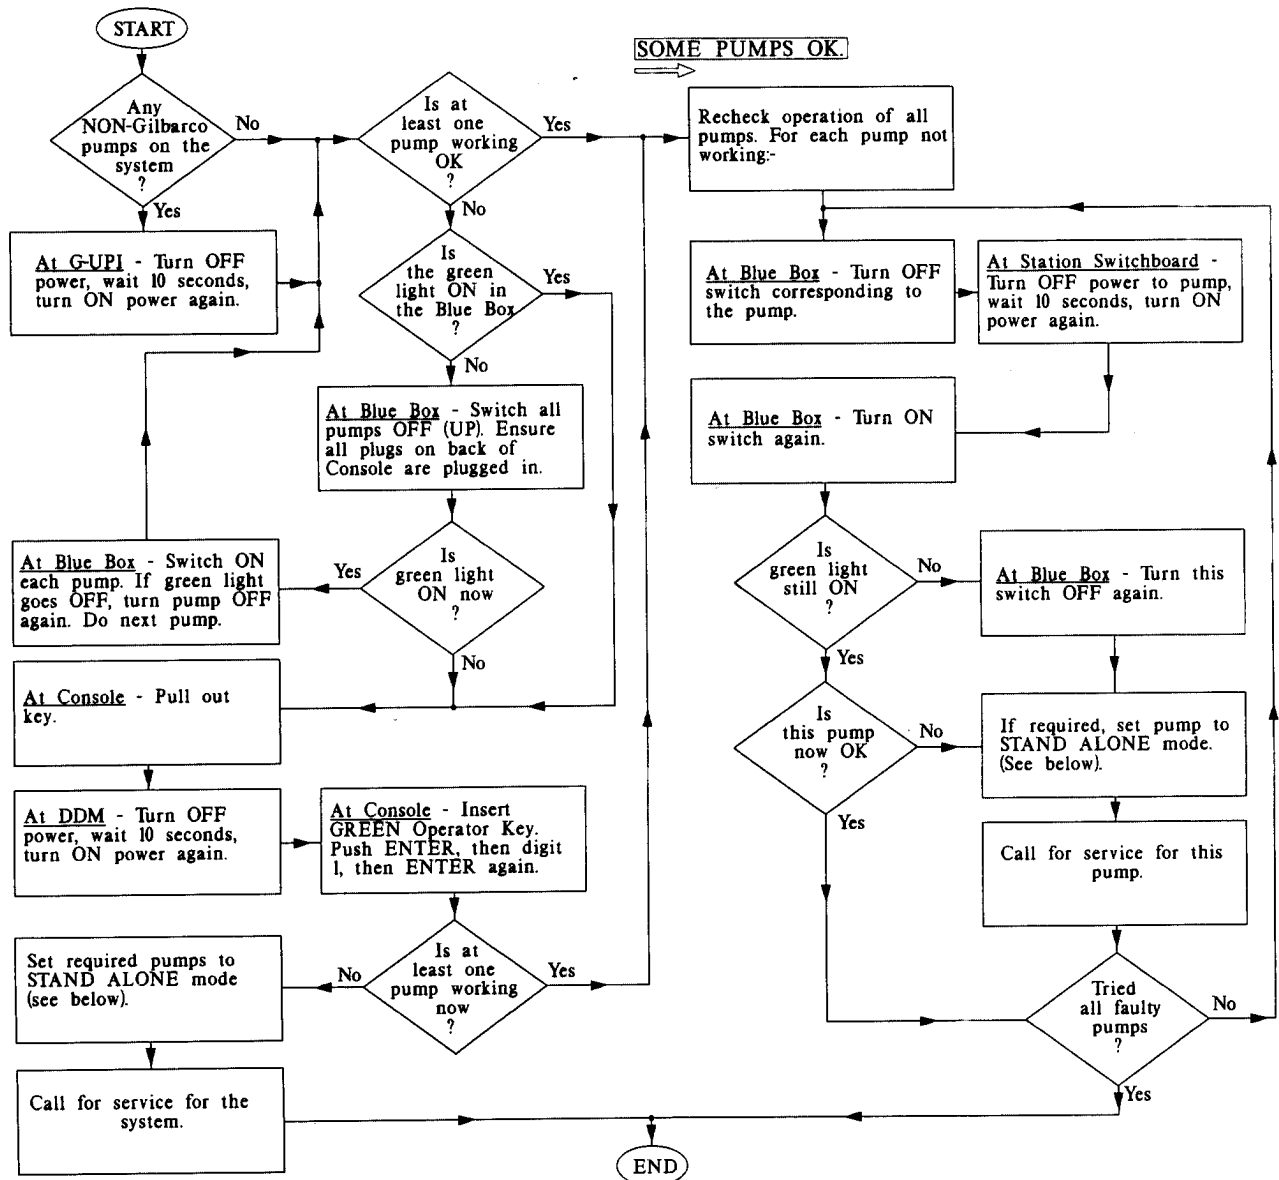 START
SOME PUMPS OK.
Any
NON-Gilbarco
pumps on the
system
?
No
Yes
At G-UPI - Turn OFF
power, wait 10 seconds,
turn ON power again.
Is at
least one
pump working
OK
?
Yes
No
Is
the green
light ON in
the Blue Box
?
Yes
No
At Blue Box - Switch all
pumps OFF (UP). Ensure
all plugs on back of
Console are plugged in.
Is
green light
ON now
?
Yes
No
At Blue Box - Switch ON
each pump. If green light
goes OFF, turn pump OFF
again. Do next pump.
At Console - Pull out
key.
At DDM - Turn OFF
power, wait 10 seconds,
turn ON power again.
At Console - Insert
GREEN Operator Key.
Push ENTER, then digit
1, then ENTER again.
Is at
least one
pump working
now
?
No
Yes
Set required pumps to
STAND ALONE mode
(see below).
Call for service for the
system.
Recheck operation of all
pumps. For each pump not
working:-
At Blue Box - Turn OFF
switch corresponding to
the pump.
At Station Switchboard -
Turn OFF power to pump,
wait 10 seconds, turn ON
power again.
At Blue Box - Turn ON
switch again.
Is
green light
still ON
?
No
Yes
At Blue Box - Turn this
switch OFF again.
Is
this pump
now OK
?
No
Yes
If required, set pump to
STAND ALONE mode.
(See below).
Call for service for this
pump.
Tried
all faulty
pumps
?
No
Yes
END